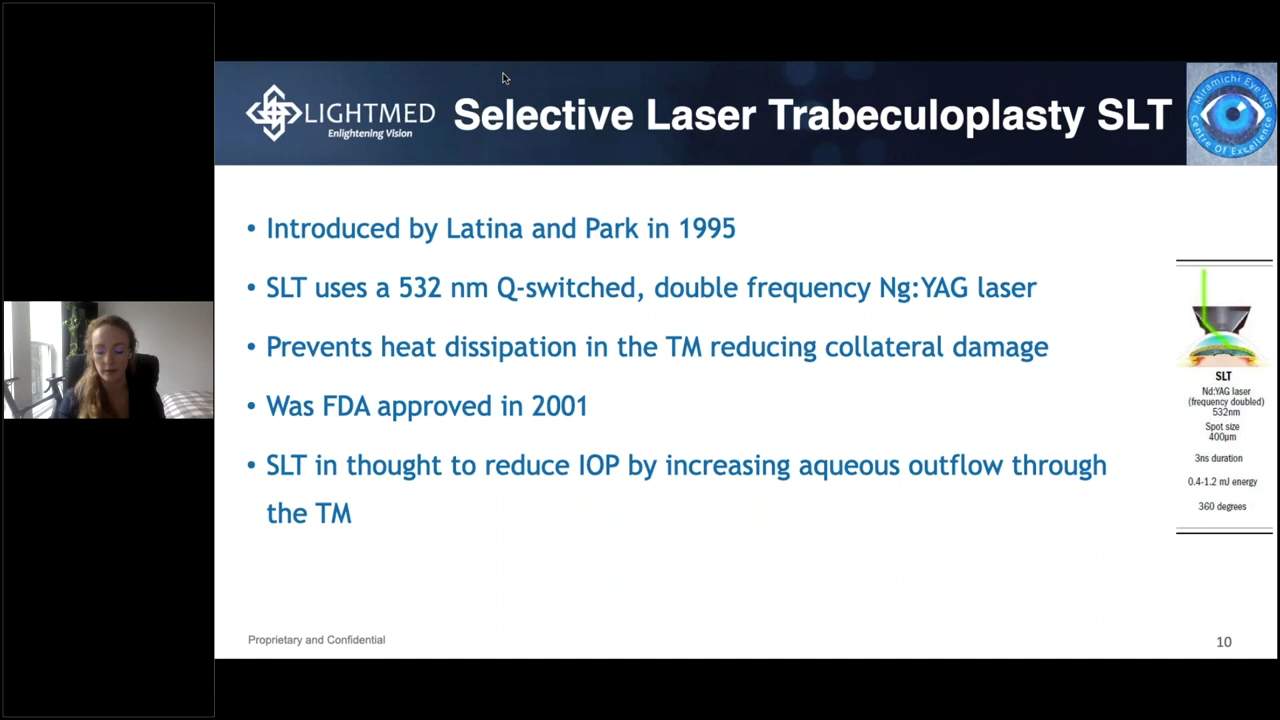 LIGHTMED
Enlightening Vision
Selective Laser Trabeculoplasty SLT
Miramichi Eye NB
Centre Of Excellence
• Introduced by Latina and Park in 1995
• SLT uses a 532 nm Q-switched, double frequency Ng:YAG laser
• Prevents heat dissipation in the TM reducing collateral damage
• Was FDA approved in 2001
• SLT in thought to reduce IOP by increasing aqueous outflow through
the TM
SLT
Nd:YAG laser
(frequency doubled)
532nm
Spot size
400µm
3ns duration
0.4-1.2 mJ energy
360 degrees
Proprietary and Confidential
10